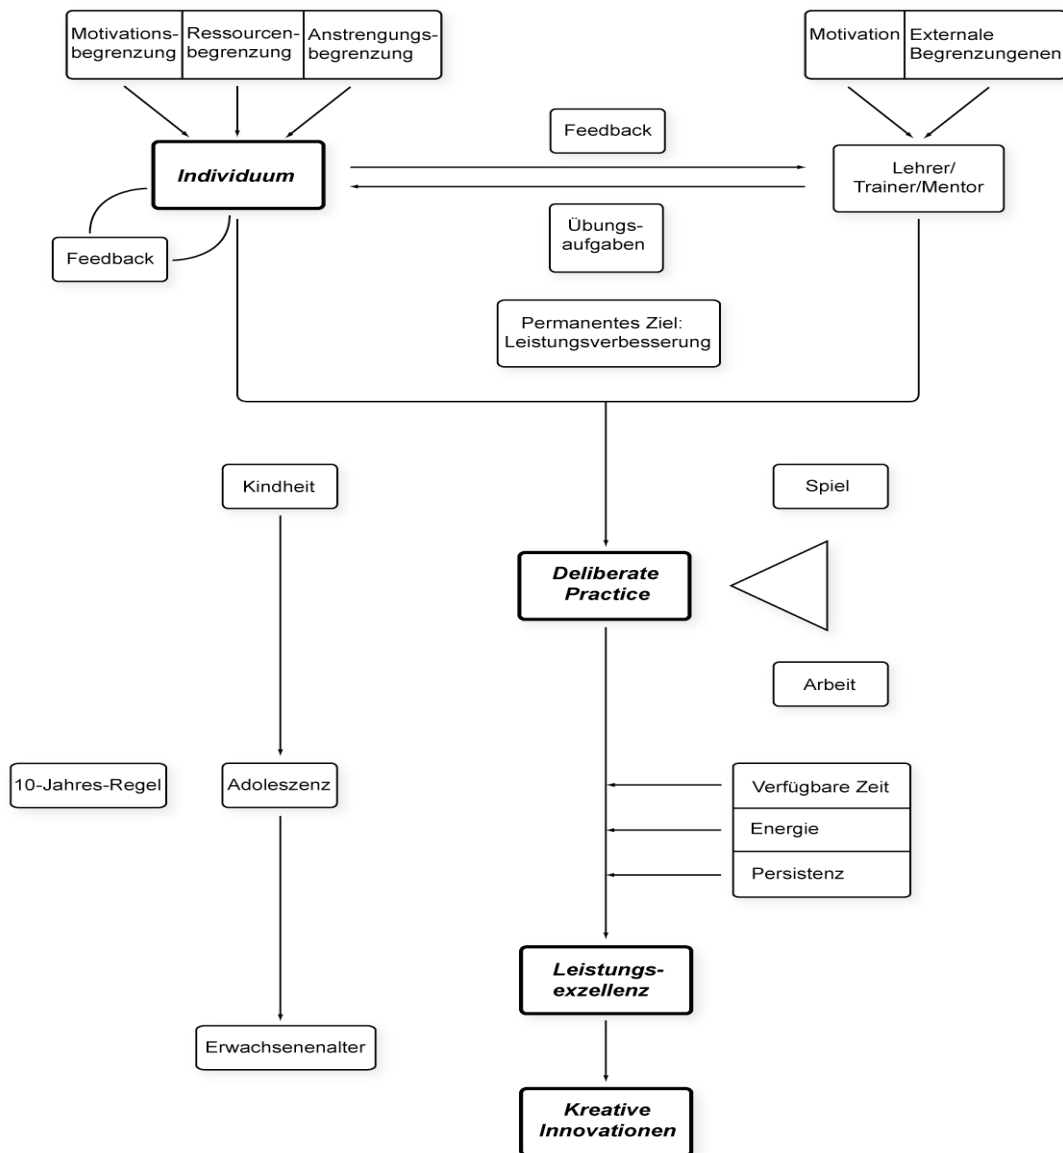 Motivations-
begrenzung
Ressourcen-
begrenzung
Anstrengungs-
begrenzung
Motivation
Externale
Begrenzungenen
Feedback
Individuum
Lehrer/
Trainer/Mentor
Übungs-
aufgaben
Feedback
Permanentes Ziel:
Leistungsverbesserung
Kindheit
Spiel
Deliberate
Practice
Arbeit
10-Jahres-Regel
Adoleszenz
Verfügbare Zeit
Energie
Persistenz
Leistungs-
exzellenz
Erwachsenenalter
Kreative
Innovationen